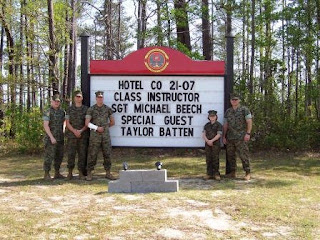 HOTEL CO 21-07
CLASS INSTRUCTOR
SGT MICHAEL BEECH
SPECIAL GUEST
TAYLOR BATTEN